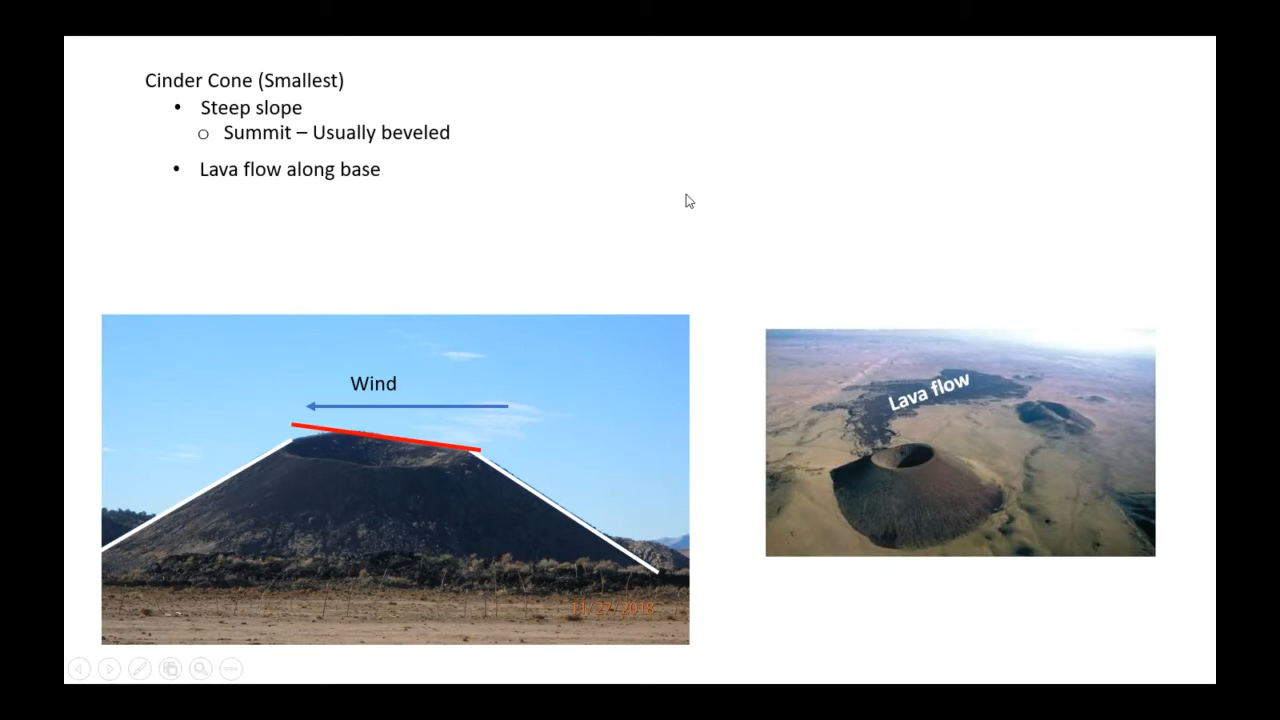 Cinder Cone (Smallest)
• Steep slope
o Summit – Usually beveled
• Lava flow along base
Wind
Lava flow
11/27/2018